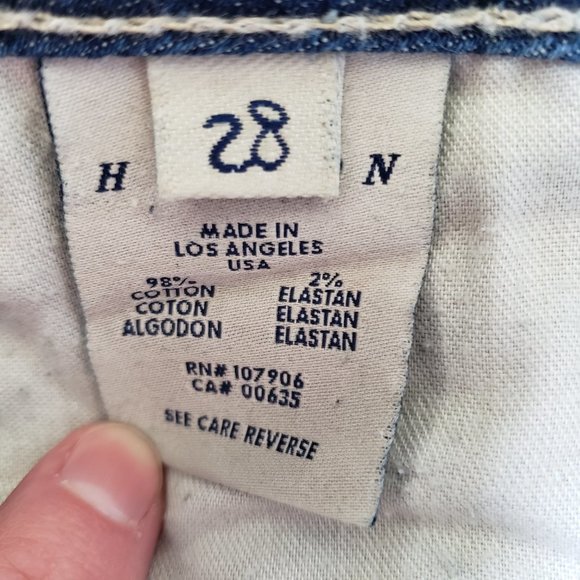 28
H N
MADE IN
LOS ANGELES
USA
98% 2%
COTTON ELASTAN
COTON ELASTAN
ALGODON ELASTAN
RN# 107906
CA# 00635
SEE CARE REVERSE